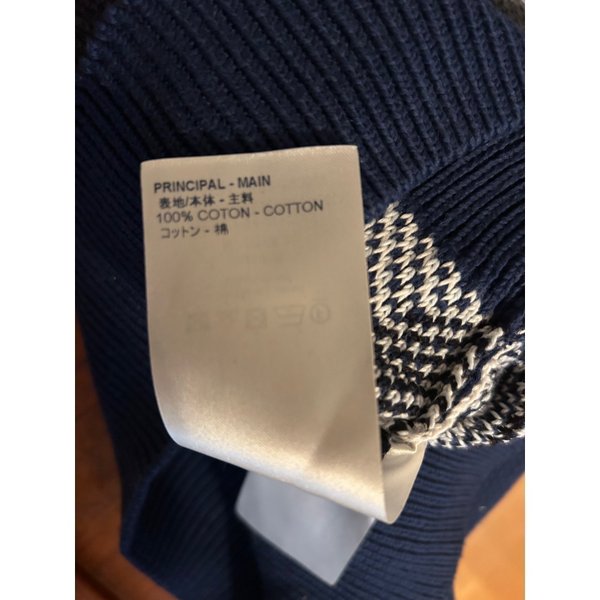 PRINCIPAL - MAIN
表地/本体 - 主料
100% COTON - COTTON
コットン - 棉